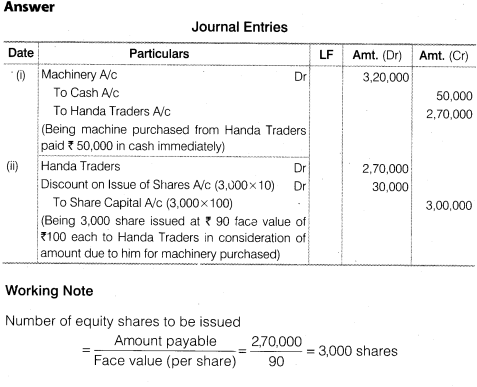 Answer
Journal Entries
Date Particulars LF Amt. (Dr) Amt. (Cr)
(i) Machinery A/c Dr 3,20,000
To Cash A/c 50,000
To Handa Traders A/c 2,70,000
(Being machine purchased from Handa Traders
paid ₹ 50,000 in cash immediately)
(ii) Handa Traders Dr 2,70,000
Discount on Issue of Shares A/c (3,000×10) Dr 30,000
To Share Capital A/c (3,000×100) 3,00,000
(Being 3,000 share issued at ₹ 90 face value of
₹100 each to Handa Traders in consideration of
amount due to him for machinery purchased)
Working Note
Number of equity shares to be issued
= Amount payable / Face value (per share) = 2,70,000 / 90 = 3,000 shares